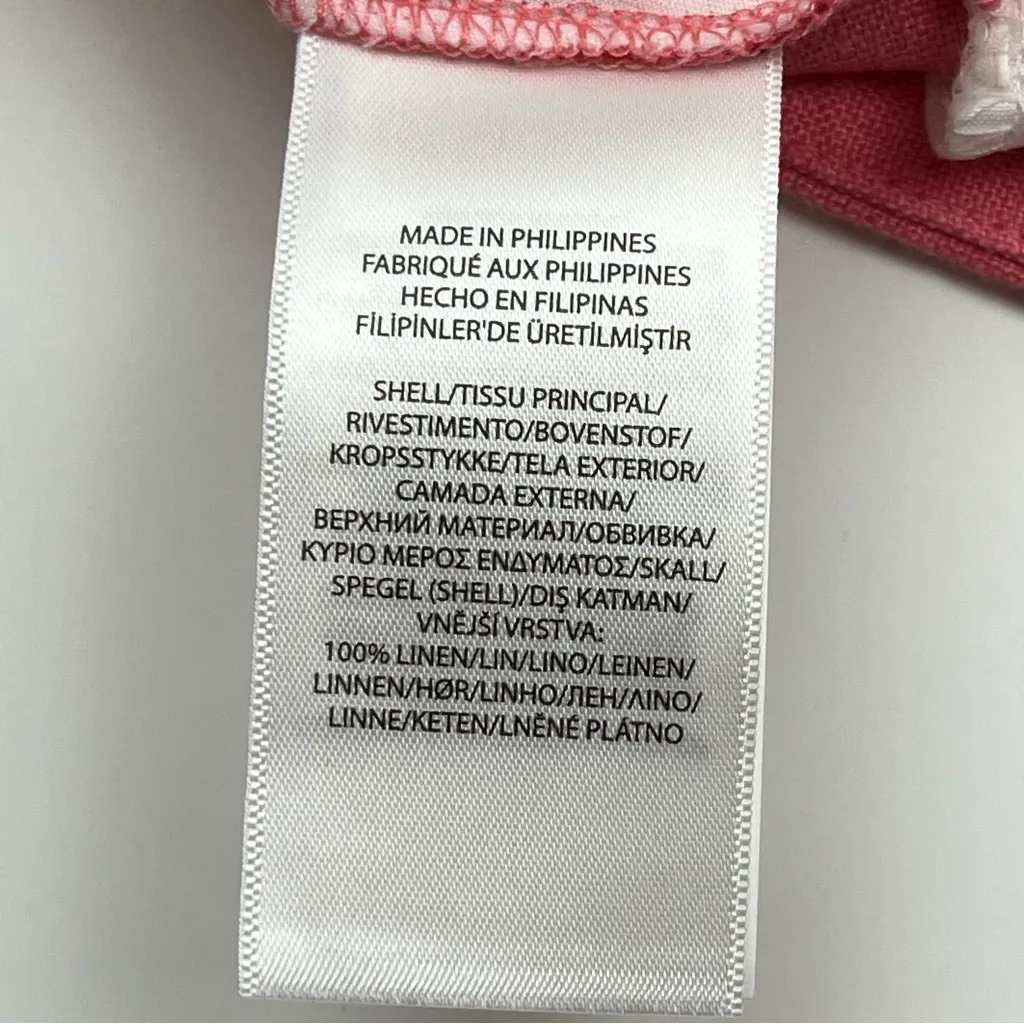 MADE IN PHILIPPINES
FABRIQUÉ AUX PHILIPPINES
HECHO EN FILIPINAS
FİLİPİNLER'DE ÜRETİLMİŞTİR
SHELL/TISSU PRINCIPAL/
RIVESTIMENTO/BOVENSTOF/
KROPSSTYKKE/TELA EXTERIOR/
CAMADA EXTERNA/
ВЕРХНИЙ МАТЕРИАЛ/ОБВИВКА/
ΚΥΡΙΟ ΜΕΡΟΣ ΕΝΔΥΜΑΤΟΣ/SKALL/
SPEGEL (SHELL)/DIŞ KATMAN/
VNĚJŠÍ VRSTVA:
100% LINEN/LIN/LINO/LEINEN/
LINNEN/HØR/LINHO/ЛЕН/ΛΙΝΟ/
LINNE/KETEN/LNĚNÉ PLÁTNO